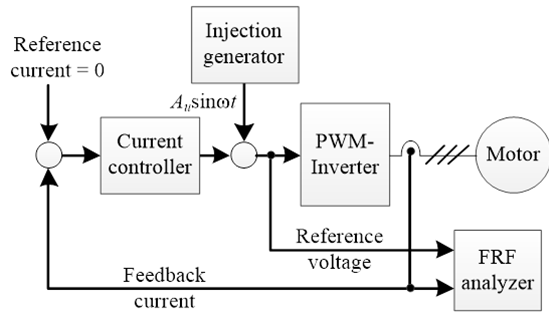 Injection
generator
Reference
current = 0
Aᵤsinωt
Current
controller
PWM-
Inverter
Motor
Reference
voltage
FRF
analyzer
Feedback
current